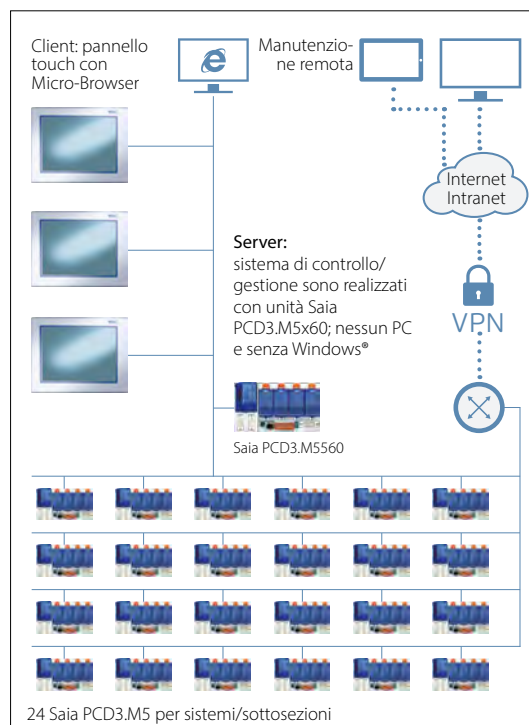 Client: pannello
touch con
Micro-Browser
Manutenzio-
ne remota
Internet
Intranet
Server:
sistema di controllo/
gestione sono realizzati
con unità Saia
PCD3.M5x60; nessun PC
e senza Windows®
VPN
Saia PCD3.M5560
24 Saia PCD3.M5 per sistemi/sottosezioni